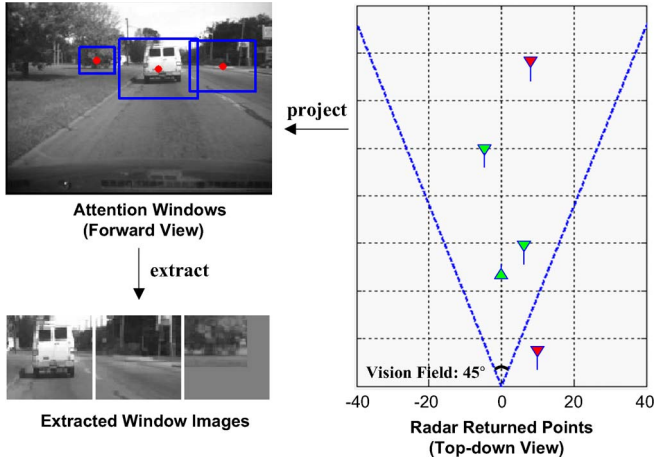 project
Attention Windows
(Forward View)
extract
Extracted Window Images
Vision Field: 45°
-40 -20 0 20 40
Radar Returned Points
(Top-down View)